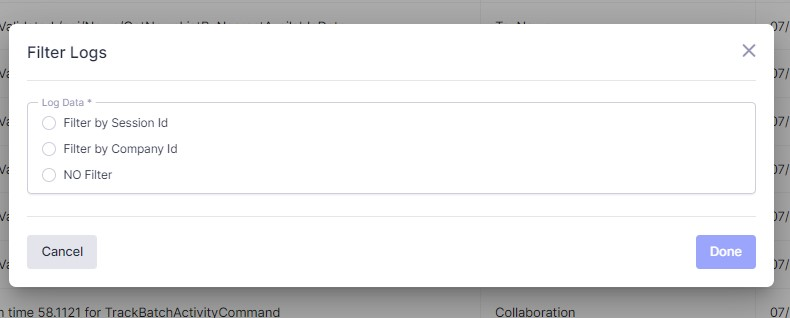 Filter Logs
Log Data *
Filter by Session Id
Filter by Company Id
NO Filter
Cancel
Done
time 58.1121 for TrackBatchActivityCommand
Collaboration
07/